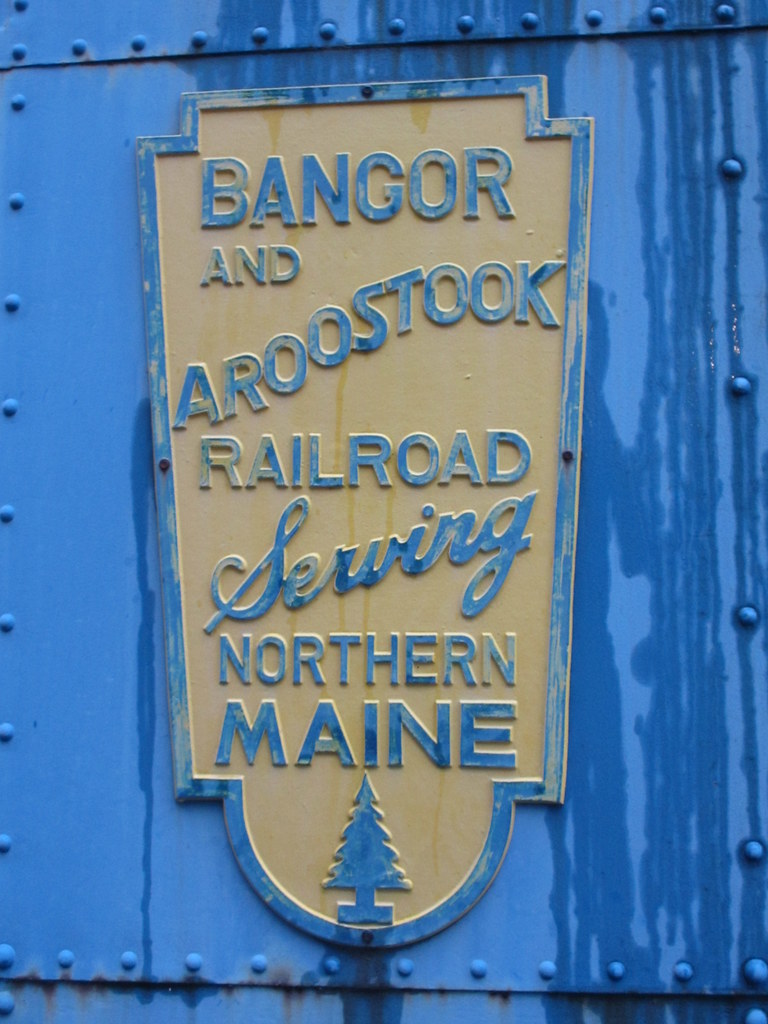 BANGOR
AND
AROOSTOOK
RAILROAD
Serving
NORTHERN
MAINE